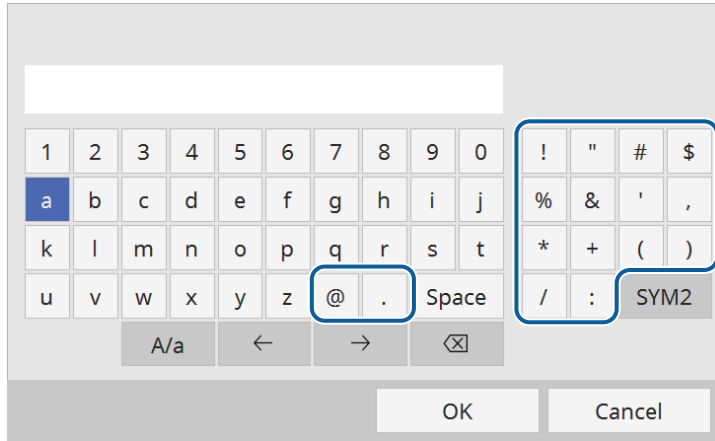 1 2 3 4 5 6 7 8 9 0 ! " # $
a b c d e f g h i j % & ' ,
k l m n o p q r s t * + ( )
u v w x y z @ . Space / : SYM2
A/a ← → ⌫
OK Cancel